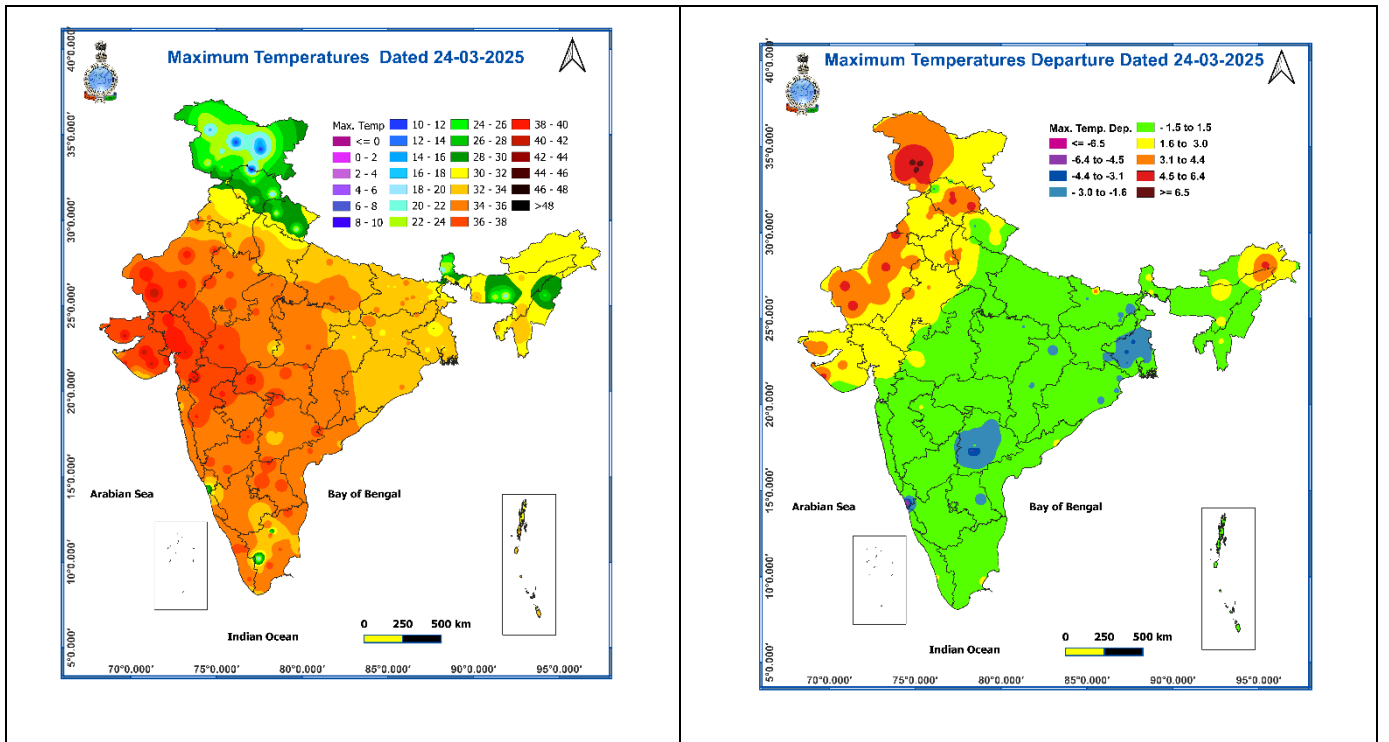 Maximum Temperatures Dated 24-03-2025
Max. Temp
<= 0
0 - 2
2 - 4
4 - 6
6 - 8
8 - 10
10 - 12
12 - 14
14 - 16
16 - 18
18 - 20
20 - 22
22 - 24
24 - 26
26 - 28
28 - 30
30 - 32
32 - 34
34 - 36
36 - 38
38 - 40
40 - 42
42 - 44
44 - 46
46 - 48
>48
40°0.000'
35°0.000'
30°0.000'
25°0.000'
20°0.000'
15°0.000'
10°0.000'
5°0.000'
Arabian Sea
Bay of Bengal
Indian Ocean
0 250 500 km
70°0.000' 75°0.000' 80°0.000' 85°0.000' 90°0.000' 95°0.000'
Maximum Temperatures Departure Dated 24-03-2025
Max. Temp. Dep.
<= -6.5
-6.4 to -4.5
-4.4 to -3.1
- 3.0 to -1.6
- 1.5 to 1.5
1.6 to 3.0
3.1 to 4.4
4.5 to 6.4
>= 6.5
40°0.000'
35°0.000'
30°0.000'
25°0.000'
20°0.000'
15°0.000'
10°0.000'
5°0.000'
Arabian Sea
Bay of Bengal
Indian Ocean
0 250 500 km
70°0.000' 75°0.000' 80°0.000' 85°0.000' 90°0.000' 95°0.000'